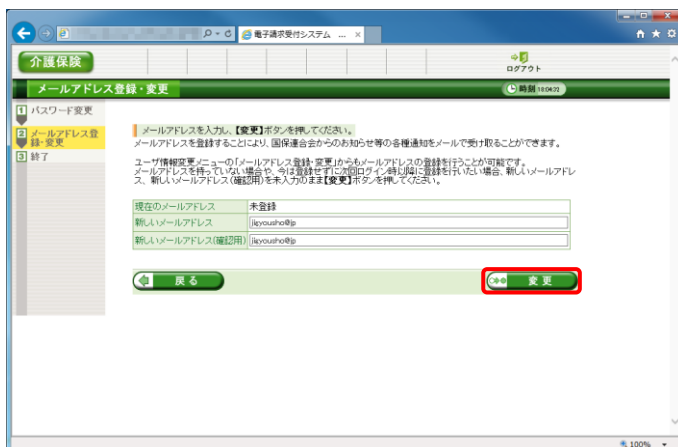 電子請求受付システム ... ×
介護保険
ログアウト
メールアドレス登録・変更
時刻 18:04:32
1 パスワード変更
2 メールアドレス登
録・変更
3 終了
メールアドレスを入力し、【変更】ボタンを押してください。
メールアドレスを登録することにより、国保連合会からのお知らせ等の各種通知をメールで受け取ることができます。
ユーザ情報変更メニューの「メールアドレス登録・変更」からもメールアドレスの登録を行うことが可能です。
メールアドレスを持っていない場合や、今は登録せずに次回ログイン時以降に登録を行いたい場合、新しいメールアドレ
ス、新しいメールアドレス(確認用)を未入力のまま【変更】ボタンを押してください。
現在のメールアドレス 未登録
新しいメールアドレス jigyousho@jp
新しいメールアドレス(確認用) jigyousho@jp
戻る
変更
100%